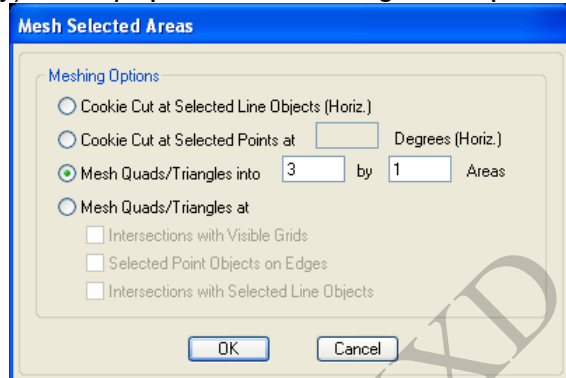 Mesh Selected Areas
Meshing Options
Cookie Cut at Selected Line Objects (Horiz.)
Cookie Cut at Selected Points at Degrees (Horiz.)
Mesh Quads/Triangles into 3 by 1 Areas
Mesh Quads/Triangles at
Intersections with Visible Grids
Selected Point Objects on Edges
Intersections with Selected Line Objects
OK Cancel
XD